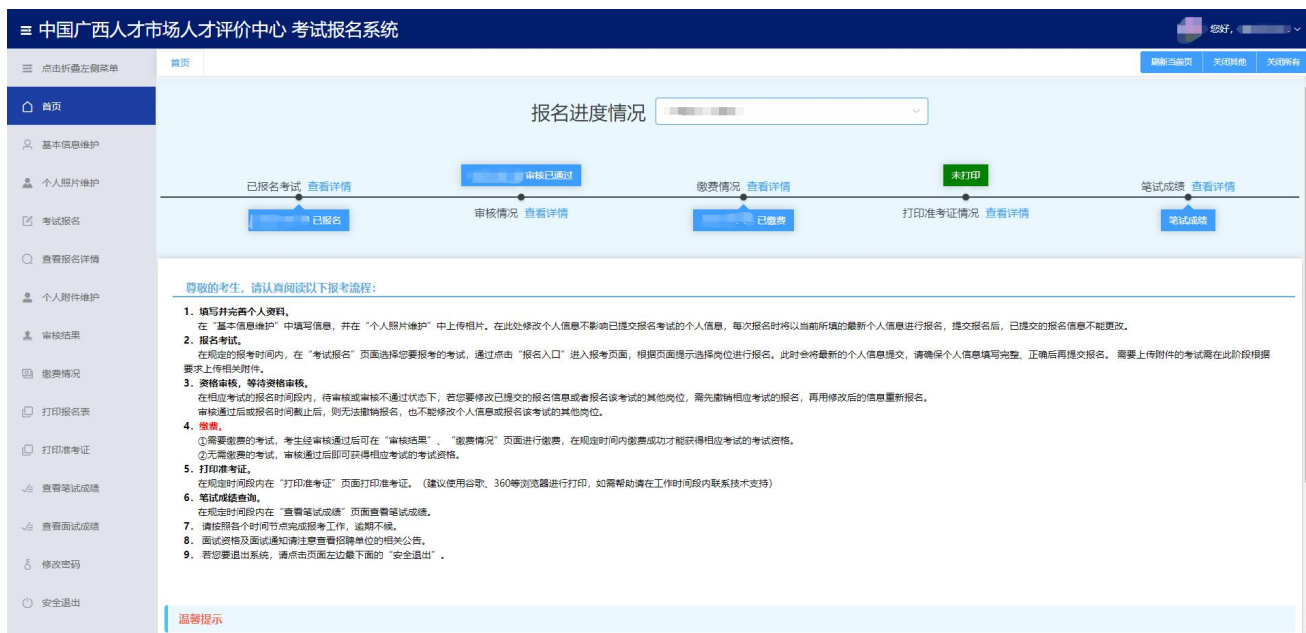 ≡ 中国广西人才市场人才评价中心 考试报名系统
您好,
点击折叠左侧菜单
首页
刷新当前页 关闭其他 关闭所有
首页
基本信息维护
个人照片维护
考试报名
查看报名详情
个人附件维护
审核结果
缴费情况
打印报名表
打印准考证
查看笔试成绩
查看面试成绩
修改密码
安全退出
报名进度情况
已报名考试 查看详情
已报名
审核已通过
审核情况 查看详情
缴费情况 查看详情
已缴费
未打印
打印准考证情况 查看详情
笔试成绩 查看详情
笔试成绩
尊敬的考生，请认真阅读以下报考流程：
1. 填写并完善个人资料。
在“基本信息维护”中填写信息，并在“个人照片维护”中上传相片。在此处修改个人信息不影响已提交报名考试的个人信息，每次报名时将以当前所填的最新个人信息进行报名，提交报名后，已提交的报名信息不能更改。
2. 报名考试。
在规定的报考时间内，在“考试报名”页面选择您要报考的考试，通过点击“报名入口”进入报考页面，根据页面提示选择岗位进行报名。此时会将最新的个人信息提交，请确保个人信息填写完整、正确后再提交报名。 需要上传附件的考试需在此阶段根据
要求上传相关附件。
3. 资格审核，等待资格审核。
在相应考试的报名时间段内，待审核或审核不通过状态下，若您要修改已提交的报名信息或者报名该考试的其他岗位，需先撤销相应考试的报名，再用修改后的信息重新报名。
审核通过后或报名时间截止后，则无法撤销报名，也不能修改个人信息或报名该考试的其他岗位。
4. 缴费。
①需要缴费的考试，考生经审核通过后可在“审核结果”、“缴费情况”页面进行缴费，在规定时间内缴费成功才能获得相应考试的考试资格。
②无需缴费的考试，审核通过后即可获得相应考试的考试资格。
5. 打印准考证。
在规定时间段内在“打印准考证”页面打印准考证。（建议使用谷歌、360等浏览器进行打印，如需帮助请在工作时间段内联系技术支持）
6. 笔试成绩查询。
在规定时间段内在“查看笔试成绩”页面查看笔试成绩。
7. 请按照各个时间节点完成报考工作，逾期不候。
8. 面试资格及面试通知请注意查看招聘单位的相关公告。
9. 若您要退出系统，请点击页面左边最下面的“安全退出”.
温馨提示